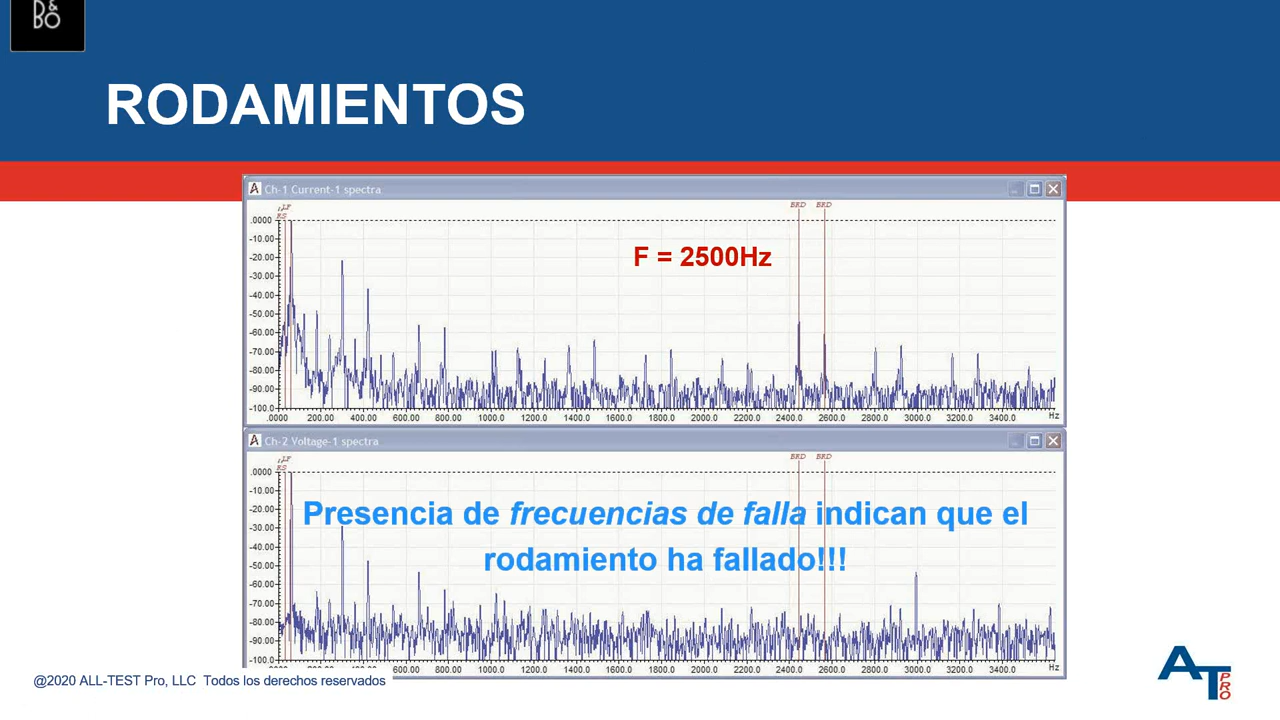 D&
BO
RODAMIENTOS
A Ch-1 Current-1 spectra
LF
RS
BRD BRD
F = 2500Hz
.0000
-10.00
-20.00
-30.00
-40.00
-50.00
-60.00
-70.00
-80.00
-90.00
-100.0
.0000 200.00 400.00 600.00 800.00 1000.0 1200.0 1400.0 1600.0 1800.0 2000.0 2200.0 2400.0 2600.0 2800.0 3000.0 3200.0 3400.0 Hz
A Ch-2 Voltage-1 spectra
LF
RS
BRD BRD
Presencia de frecuencias de falla indican que el
rodamiento ha fallado!!!
.0000
-10.00
-20.00
-30.00
-40.00
-50.00
-60.00
-70.00
-80.00
-90.00
-100.0
600.00 800.00 1000.0 1200.0 1400.0 1600.0 1800.0 2000.0 2200.0 2400.0 2600.0 2800.0 3000.0 3200.0 3400.0 Hz
@2020 ALL-TEST Pro, LLC Todos los derechos reservados
AT
PRO